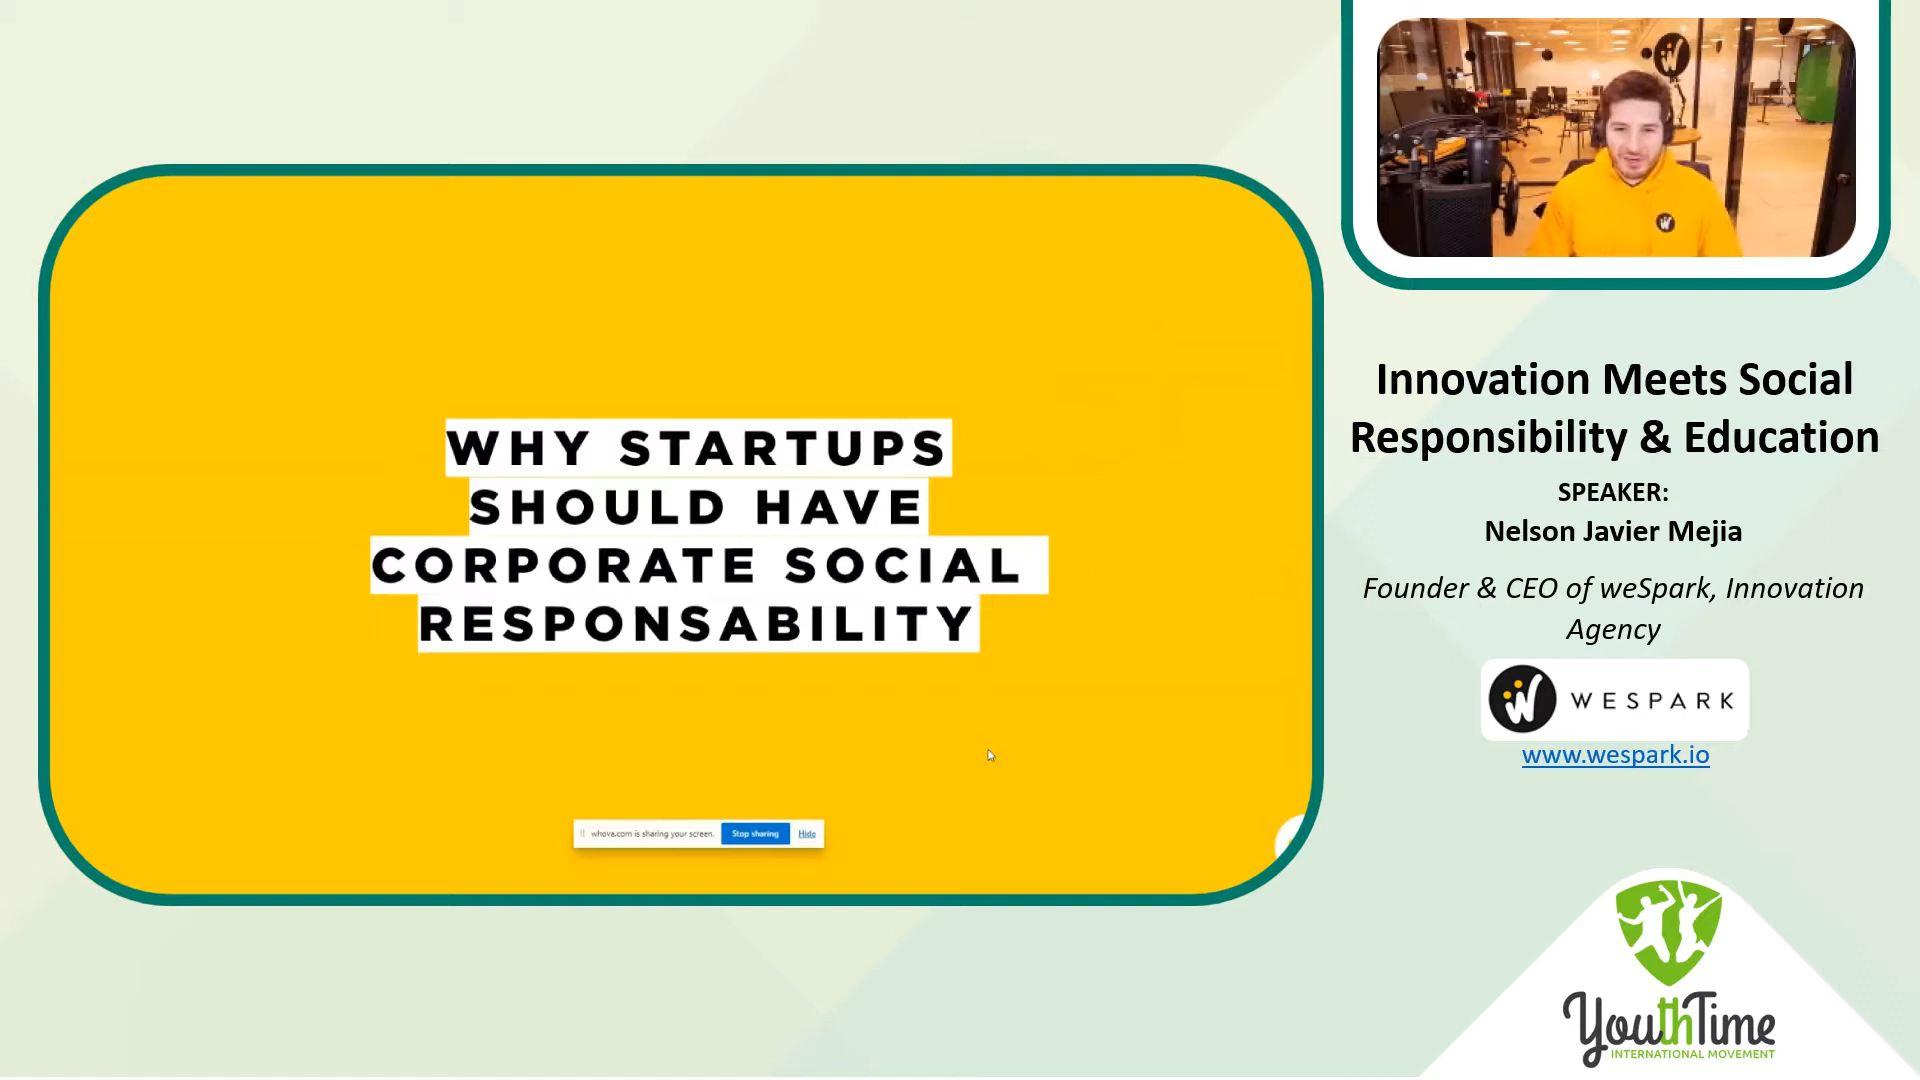 WHY STARTUPS
SHOULD HAVE
CORPORATE SOCIAL
RESPONSABILITY
whova.com is sharing your screen.
Stop sharing
Hide
Innovation Meets Social
Responsibility & Education
SPEAKER:
Nelson Javier Mejia
Founder & CEO of weSpark, Innovation
Agency
WESPARK
www.wespark.io
YouthTime
INTERNATIONAL MOVEMENT